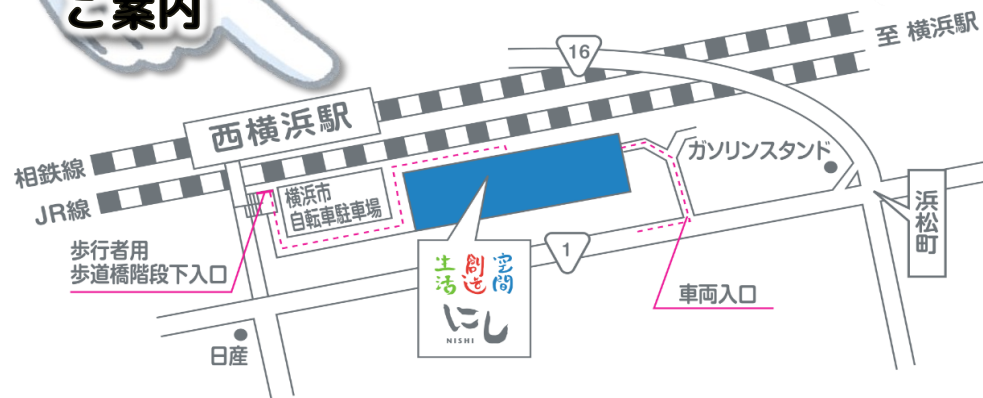 ご案内
16
至 横浜駅
西横浜駅
相鉄線
JR線
横浜市
自転車駐車場
ガソリンスタンド
浜松町
歩行者用
歩道橋階段下入口
1
生活
創造
空間
にし
NISHI
車両入口
日産